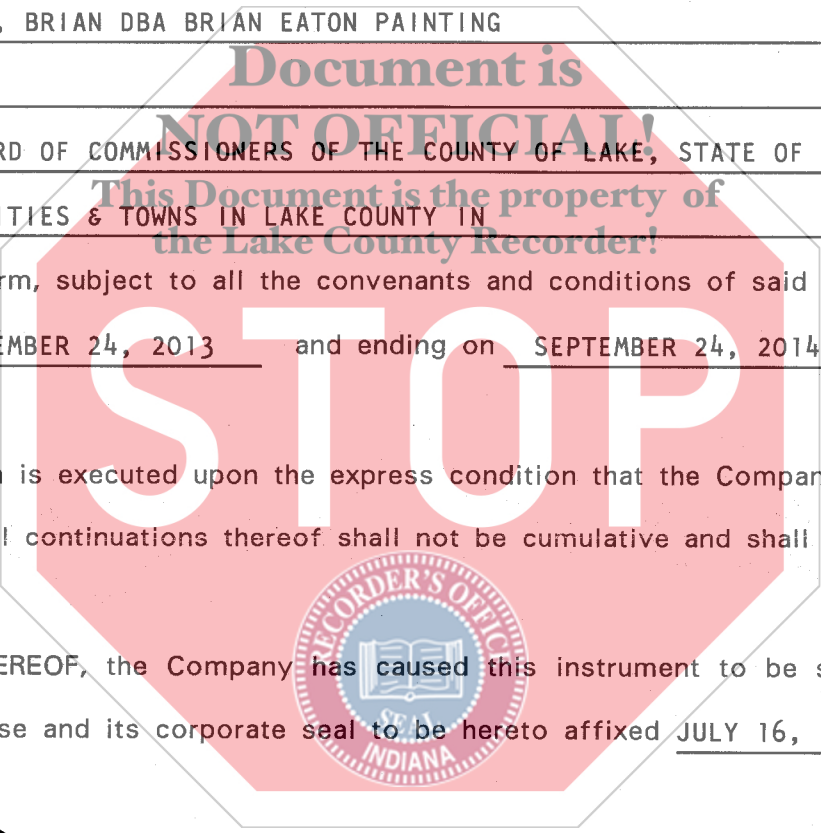 , BRIAN DBA BRIAN EATON PAINTING
Document is
NOT OFFICIAL!
RD OF COMMISSIONERS OF THE COUNTY OF LAKE, STATE OF
This Document is the property of
ITIES & TOWNS IN LAKE COUNTY IN
the Lake County Recorder!
rm, subject to all the convenants and conditions of said
EMBER 24, 2013 and ending on SEPTEMBER 24, 2014
STOP
is executed upon the express condition that the Compan
l continuations thereof shall not be cumulative and shall
RECORDER'S OFFICE
EREOF, the Company has caused this instrument to be s
SEAL
se and its corporate seal to be hereto affixed JULY 16,
INDIANA